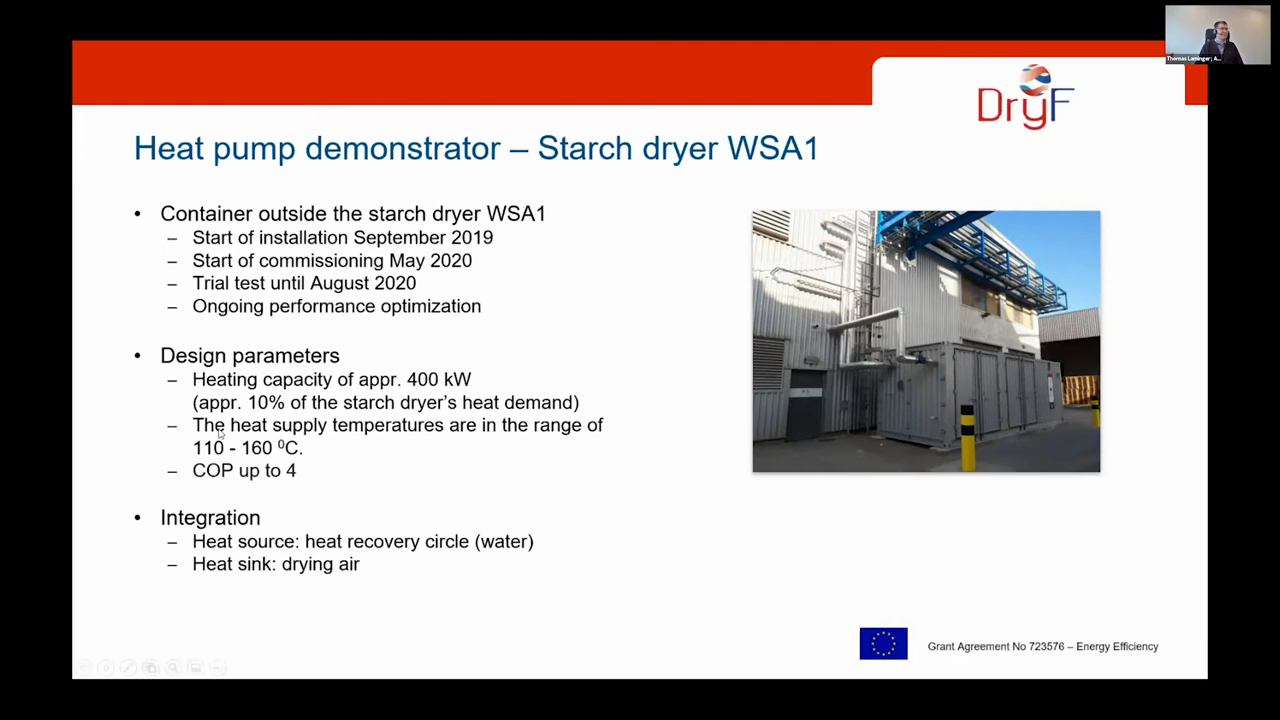 Thomas Laminger; A...
DryF
Heat pump demonstrator – Starch dryer WSA1
• Container outside the starch dryer WSA1
– Start of installation September 2019
– Start of commissioning May 2020
– Trial test until August 2020
– Ongoing performance optimization
• Design parameters
– Heating capacity of appr. 400 kW
(appr. 10% of the starch dryer’s heat demand)
– The heat supply temperatures are in the range of
110 - 160 ⁰C.
– COP up to 4
• Integration
– Heat source: heat recovery circle (water)
– Heat sink: drying air
Grant Agreement No 723576 – Energy Efficiency